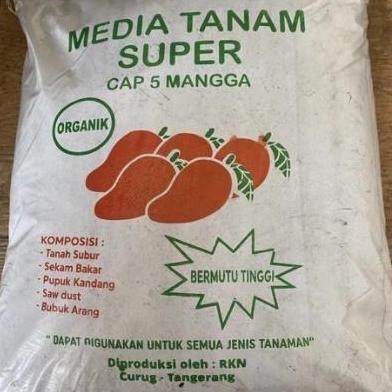 MEDIA TANAM
SUPER
CAP 5 MANGGA
ORGANIK
KOMPOSISI :
- Tanah Subur
- Sekam Bakar
- Pupuk Kandang
- Saw dust
- Bubuk Arang
BERMUTU TINGGI
" DAPAT DIGUNAKAN UNTUK SEMUA JENIS TANAMAN"
Diproduksi oleh : RKN
Curug - Tangerang